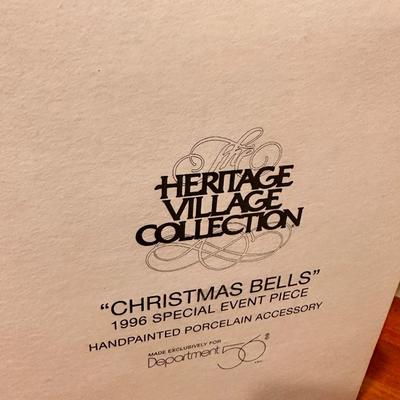 The
HERITAGE
VILLAGE
COLLECTION
"CHRISTMAS BELLS"
1996 SPECIAL EVENT PIECE
HANDPAINTED PORCELAIN ACCESSORY
MADE EXCLUSIVELY FOR
Department 56®